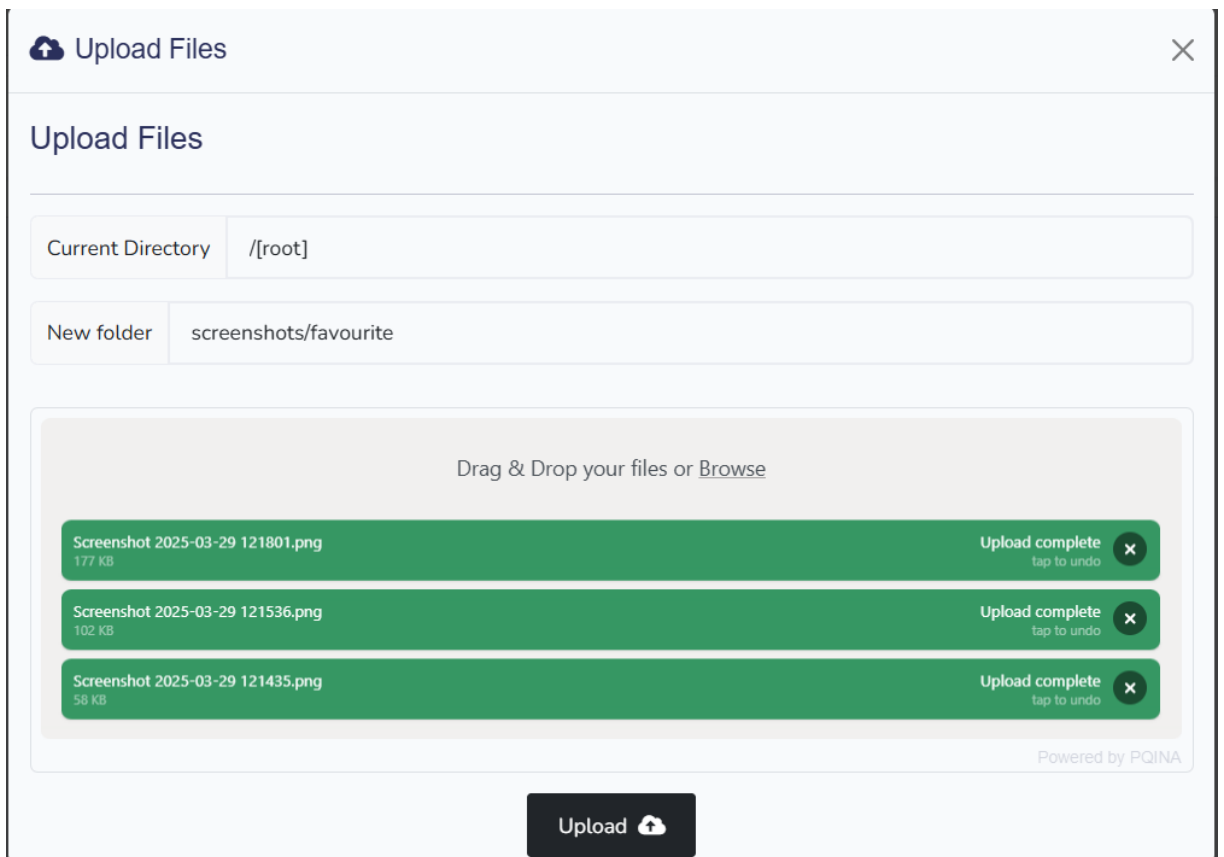 Upload Files
Upload Files
Current Directory /[root]
New folder screenshots/favourite
Drag & Drop your files or Browse
Screenshot 2025-03-29 121801.png Upload complete
177 KB tap to undo
Screenshot 2025-03-29 121536.png Upload complete
102 KB tap to undo
Screenshot 2025-03-29 121435.png Upload complete
58 KB tap to undo
Powered by PQINA
Upload